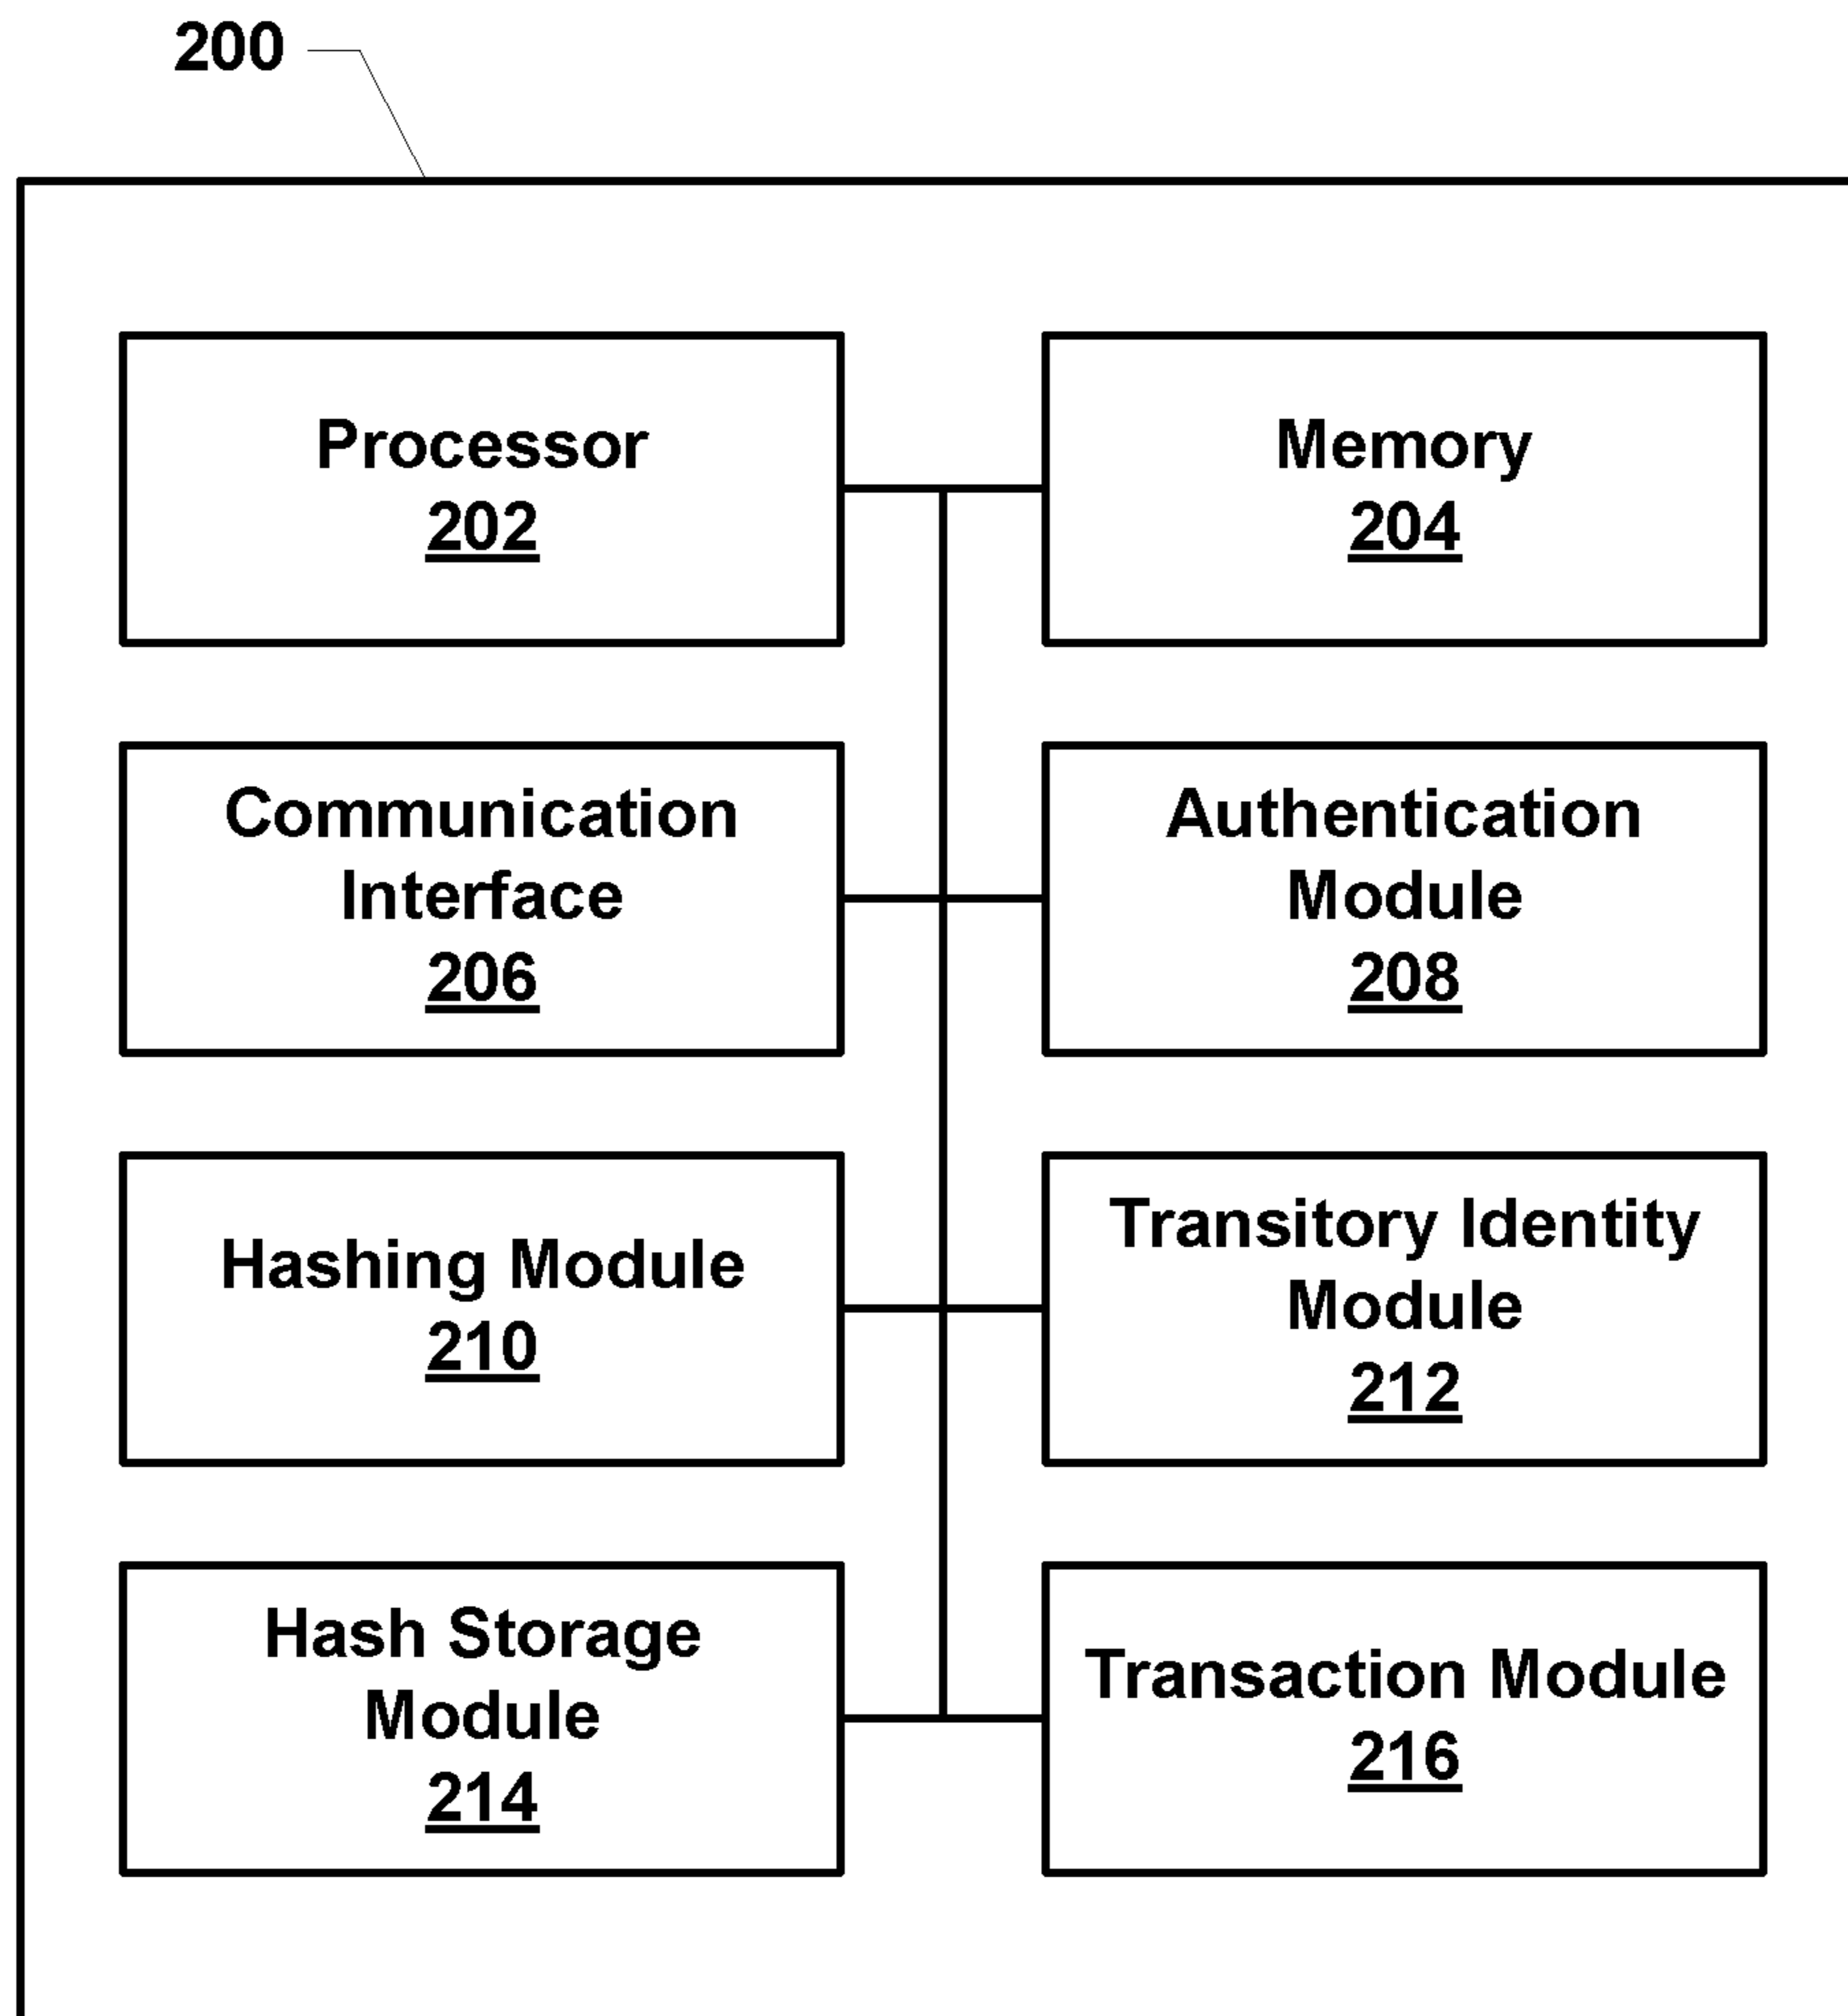 200
Processor
202
Memory
204
Communication
Interface
206
Authentication
Module
208
Hashing Module
210
Transitory Identity
Module
212
Hash Storage
Module
214
Transaction Module
216